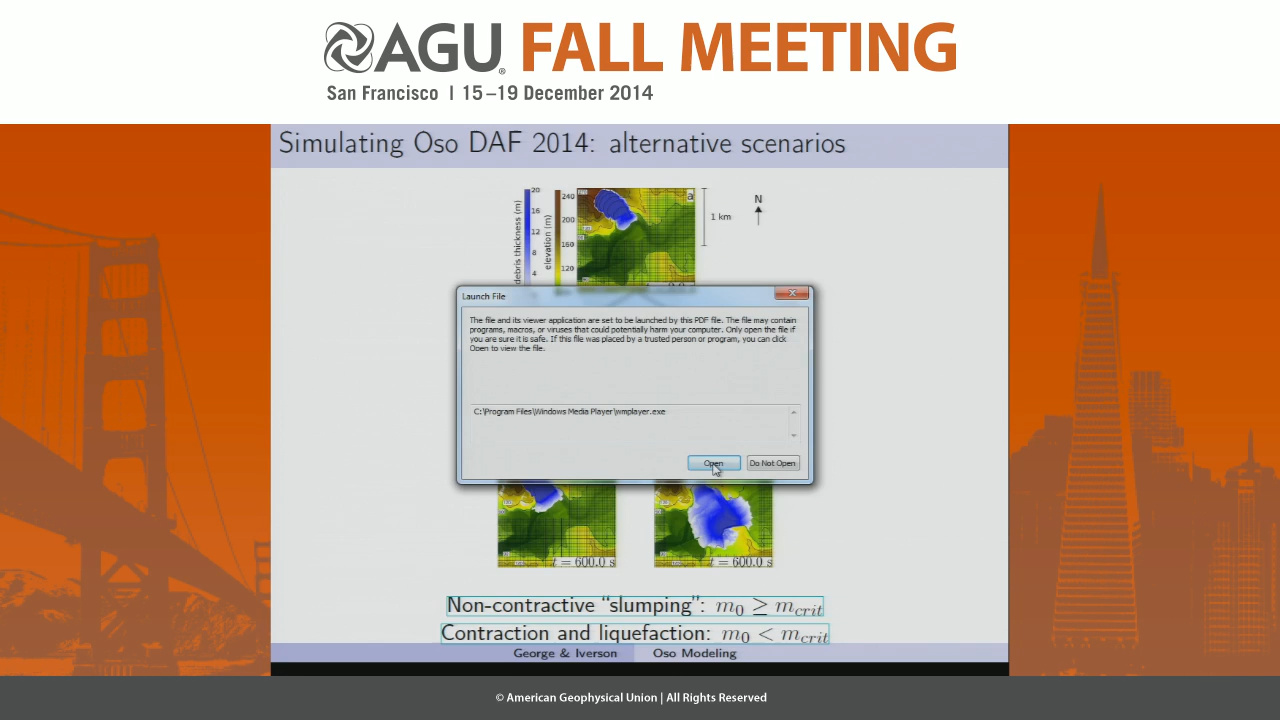 AGU® FALL MEETING
San Francisco | 15–19 December 2014
Simulating Oso DAF 2014: alternative scenarios
debris thickness (m)
20
16
12
8
4
elevation (m)
240
200
160
120
a
1 km
N
Launch File
The file and its viewer application are set to be launched by this PDF file. The file may contain
programs, macros, or viruses that could potentially harm your computer. Only open the file if
you are sure it is safe. If this file was placed by a trusted person or program, you can click
Open to view the file.
C:\Program Files\Windows Media Player\wmplayer.exe
Open
Do Not Open
t = 600.0 s
t = 600.0 s
Non-contractive “slumping”: m₀ ≥ m_crit
Contraction and liquefaction: m₀ < m_crit
George & Iverson Oso Modeling
© American Geophysical Union | All Rights Reserved